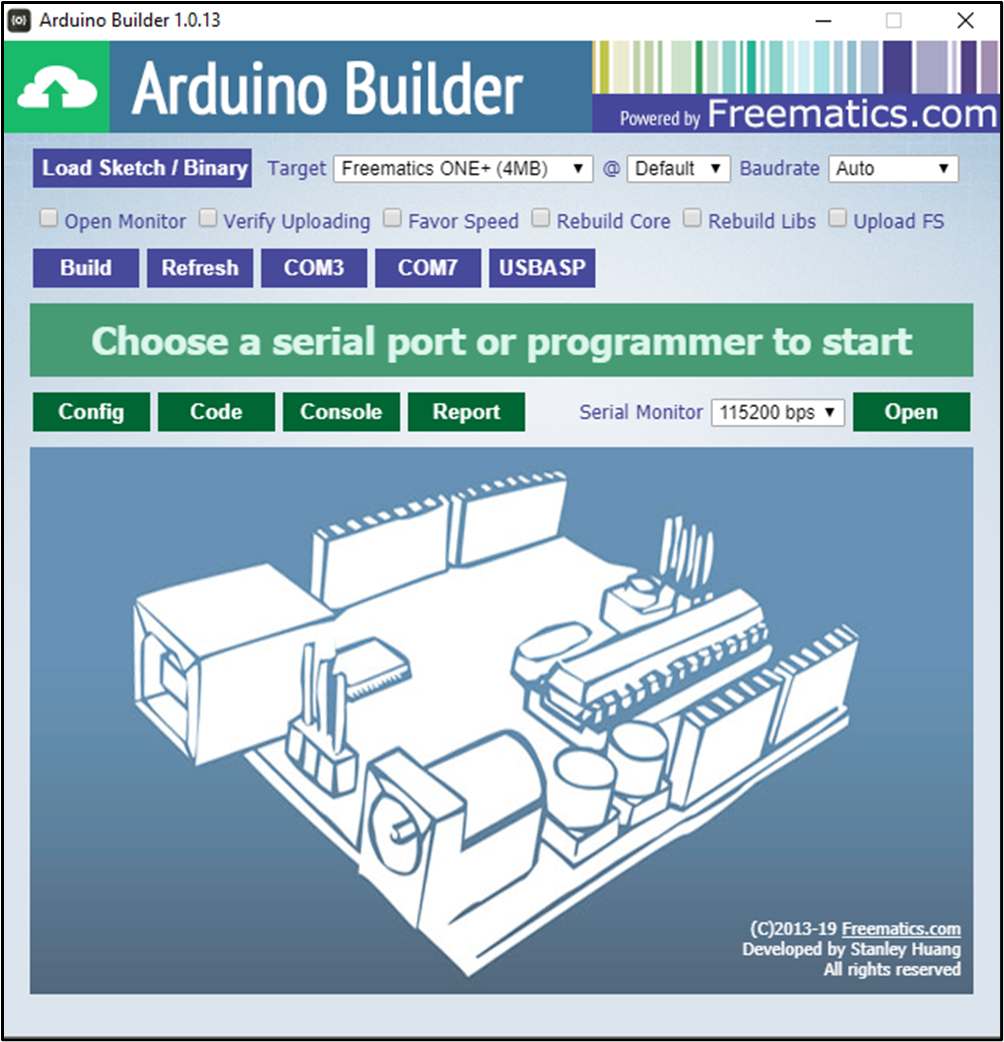 Arduino Builder 1.0.13
Arduino Builder
Powered by Freematics.com
Load Sketch / Binary Target Freematics ONE+ (4MB) @ Default Baudrate Auto
Open Monitor Verify Uploading Favor Speed Rebuild Core Rebuild Libs Upload FS
Build Refresh COM3 COM7 USBASP
Choose a serial port or programmer to start
Config Code Console Report Serial Monitor 115200 bps Open
(C)2013-19 Freematics.com
Developed by Stanley Huang
All rights reserved